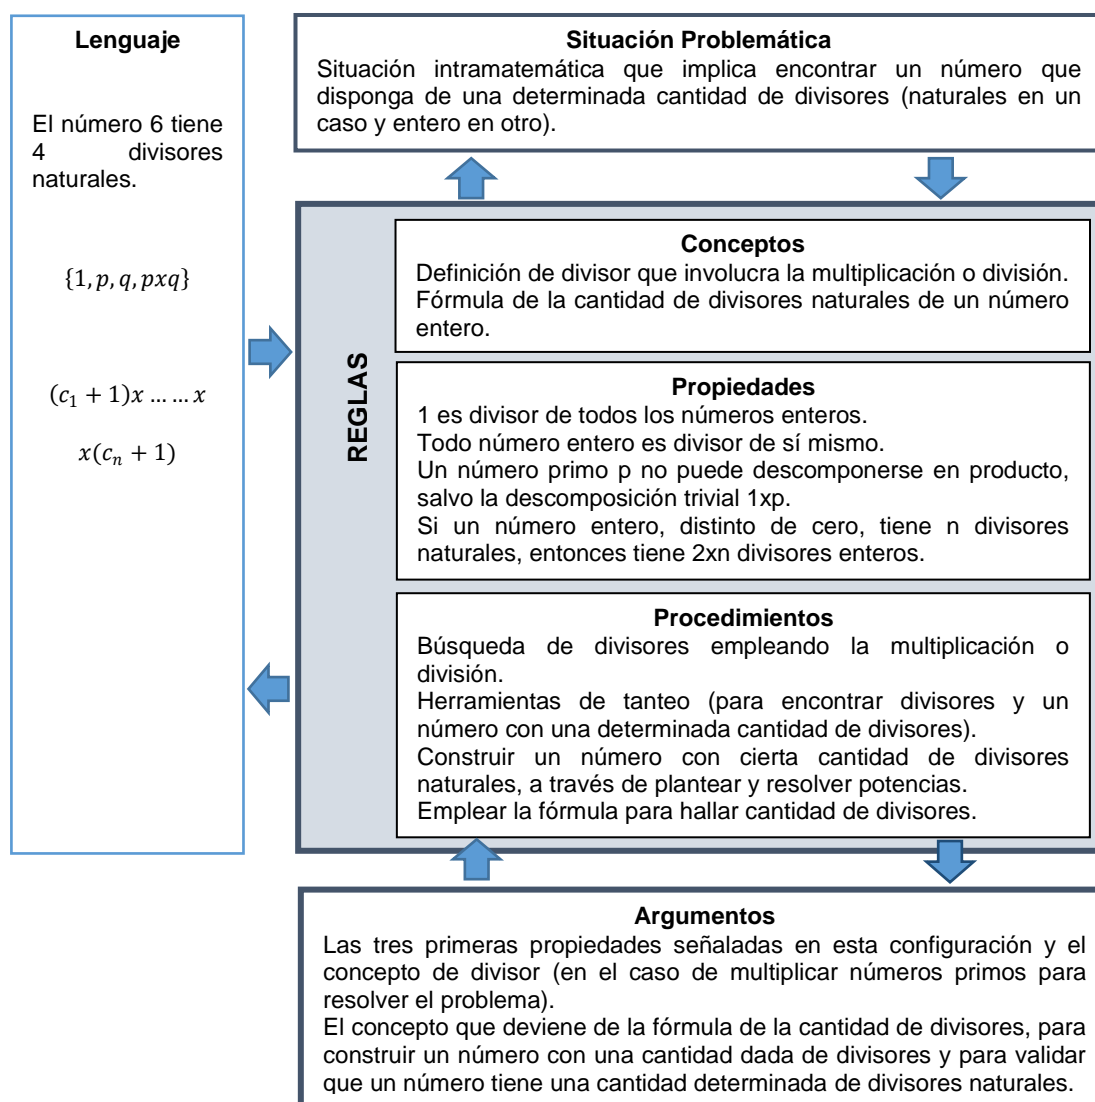 Lenguaje
El número 6 tiene
4 divisores
naturales.
{1, p, q, pxq}
(c₁ + 1)x … … x
x(cₙ + 1)
Situación Problemática
Situación intramatemática que implica encontrar un número que
disponga de una determinada cantidad de divisores (naturales en un
caso y entero en otro).
REGLAS
Conceptos
Definición de divisor que involucra la multiplicación o división.
Fórmula de la cantidad de divisores naturales de un número
entero.
Propiedades
1 es divisor de todos los números enteros.
Todo número entero es divisor de sí mismo.
Un número primo p no puede descomponerse en producto,
salvo la descomposición trivial 1xp.
Si un número entero, distinto de cero, tiene n divisores
naturales, entonces tiene 2xn divisores enteros.
Procedimientos
Búsqueda de divisores empleando la multiplicación o
división.
Herramientas de tanteo (para encontrar divisores y un
número con una determinada cantidad de divisores).
Construir un número con cierta cantidad de divisores
naturales, a través de plantear y resolver potencias.
Emplear la fórmula para hallar cantidad de divisores.
Argumentos
Las tres primeras propiedades señaladas en esta configuración y el
concepto de divisor (en el caso de multiplicar números primos para
resolver el problema).
El concepto que deviene de la fórmula de la cantidad de divisores, para
construir un número con una cantidad dada de divisores y para validar
que un número tiene una cantidad determinada de divisores naturales.